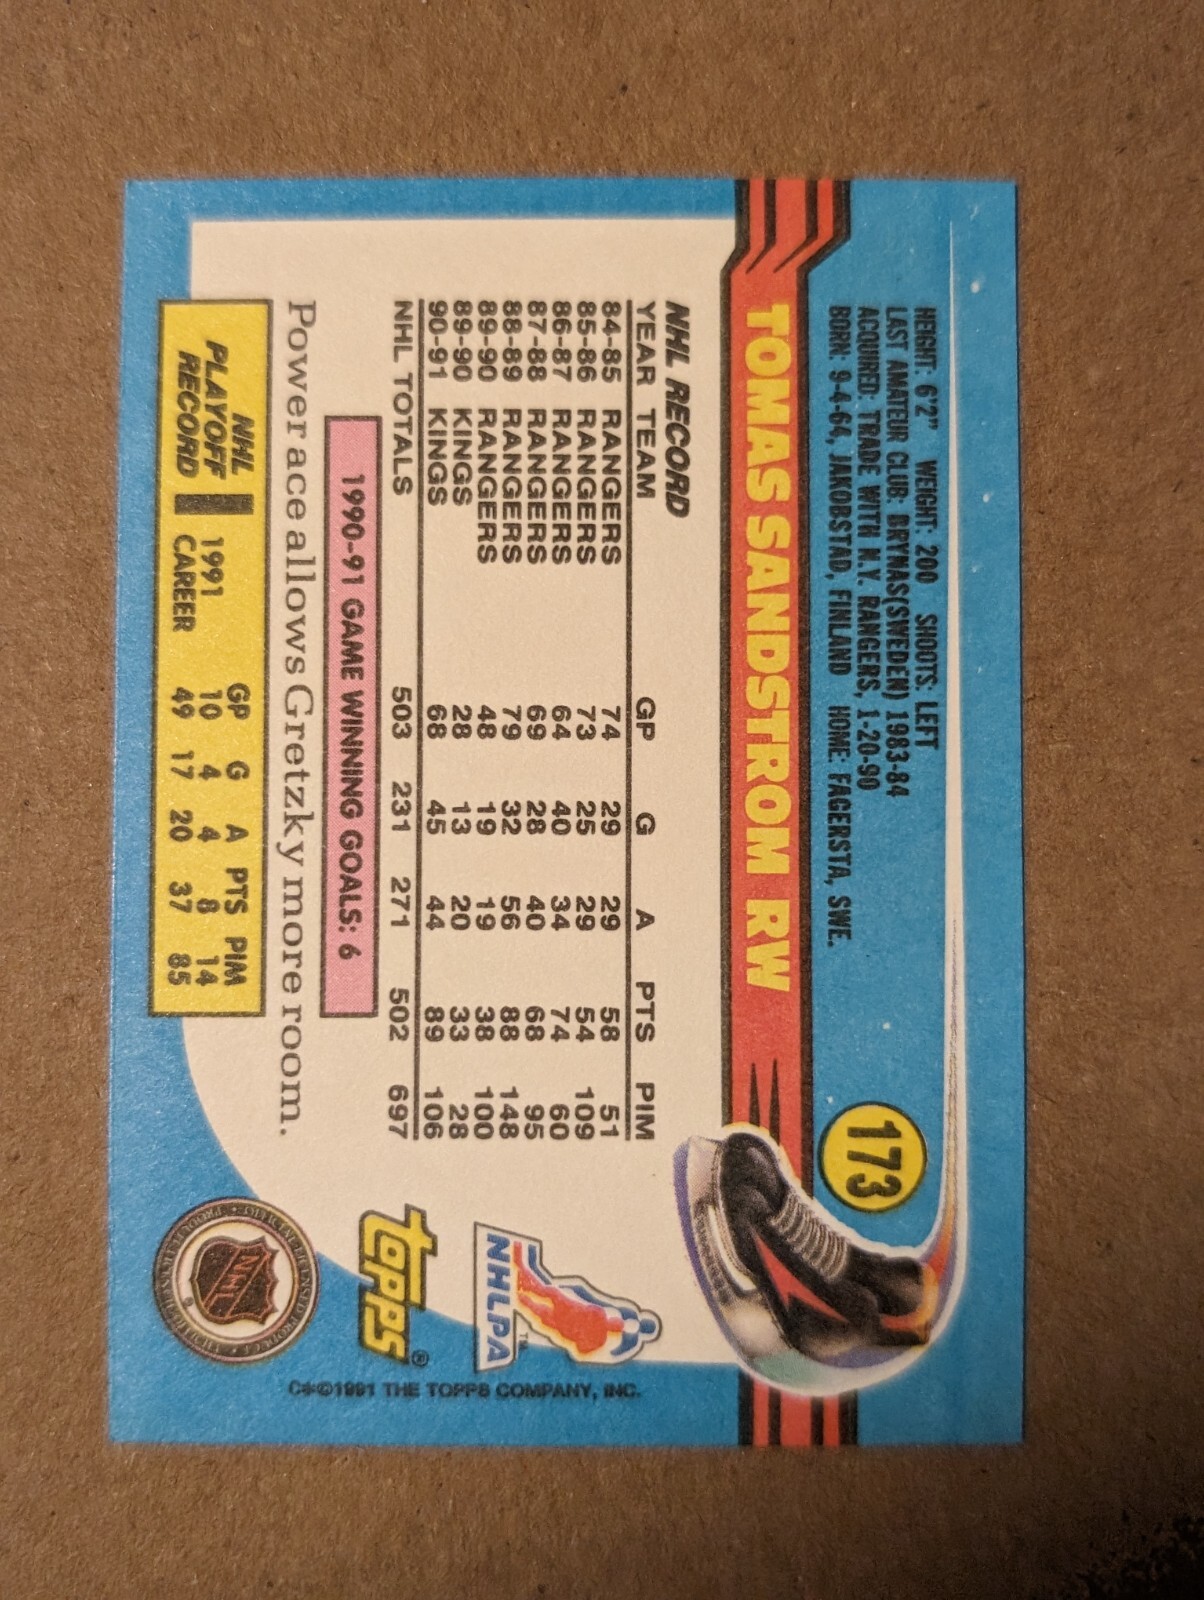 173
HEIGHT: 6'2" WEIGHT: 200 SHOOTS: LEFT
LAST AMATEUR CLUB: BRYNAS(SWEDEN) 1983-84
ACQUIRED: TRADE WITH N.Y. RANGERS, 1-20-90
BORN: 9-4-64, JAKOBSTAD, FINLAND HOME: FAGERSTA, SWE.
TOMAS SANDSTROM RW
NHL RECORD
YEAR TEAM GP G A PTS PIM
84-85 RANGERS 74 29 29 58 51
85-86 RANGERS 73 25 29 54 109
86-87 RANGERS 64 40 34 74 60
87-88 RANGERS 69 28 40 68 95
88-89 RANGERS 79 32 56 88 148
89-90 RANGERS 48 19 19 38 100
89-90 KINGS 28 13 20 33 28
90-91 KINGS 68 45 44 89 106
NHL TOTALS 503 231 271 502 697
1990-91 GAME WINNING GOALS: 6
Power ace allows Gretzky more room.
NHL
PLAYOFF
RECORD
GP G A PTS PIM
1991 10 4 4 8 14
CAREER 49 17 20 37 85
NHLPA
TM
topps®
NHL
C*©1991 THE TOPPS COMPANY, INC.